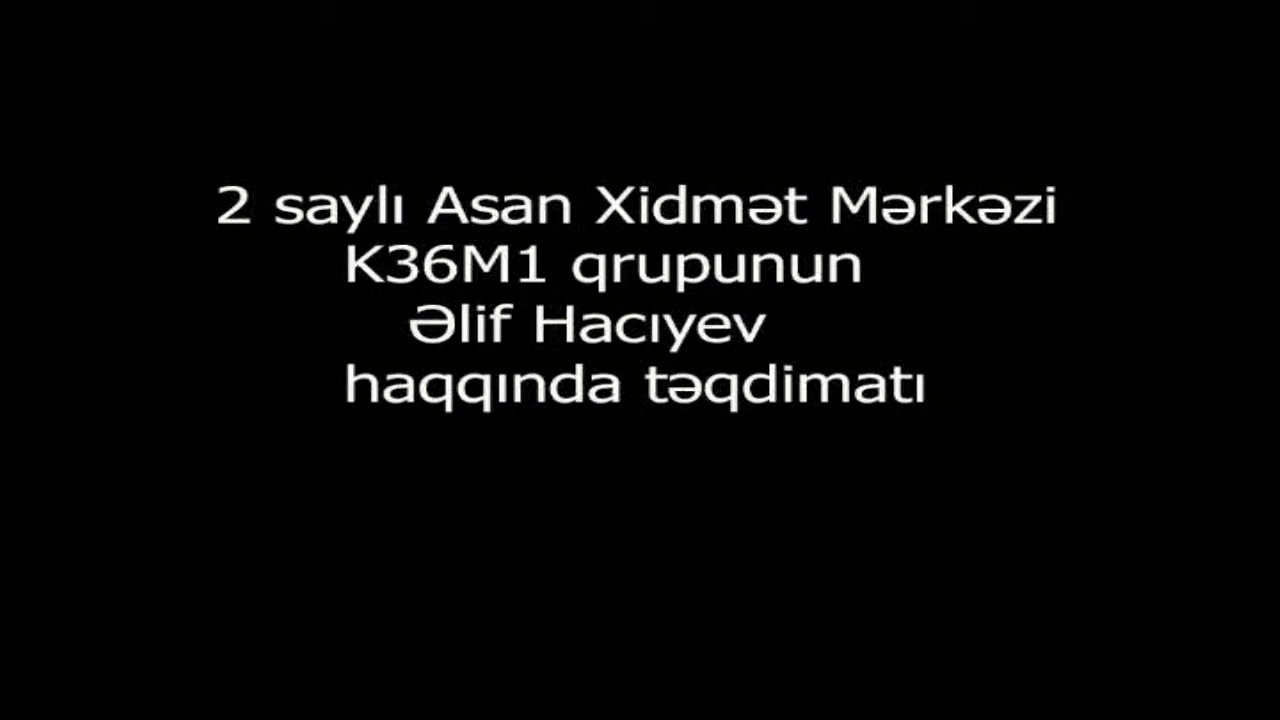 2 saylı Asan Xidmət Mərkəzi
K36M1 qrupunun
Əlif Hacıyev
haqqında təqdimatı